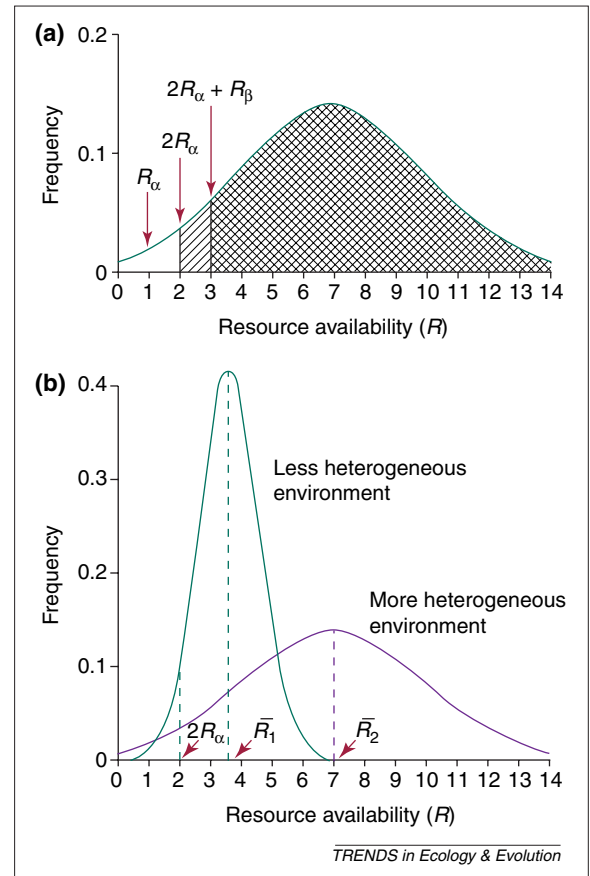 (a)
0.2
0.1
0
Frequency
2Rα + Rβ
2Rα
Rα
0 1 2 3 4 5 6 7 8 9 10 11 12 13 14
Resource availability (R)
(b)
0.4
0.3
0.2
0.1
0
Frequency
Less heterogeneous
environment
More heterogeneous
environment
2Rα R̅1 R̅2
0 1 2 3 4 5 6 7 8 9 10 11 12 13 14
Resource availability (R)
TRENDS in Ecology & Evolution